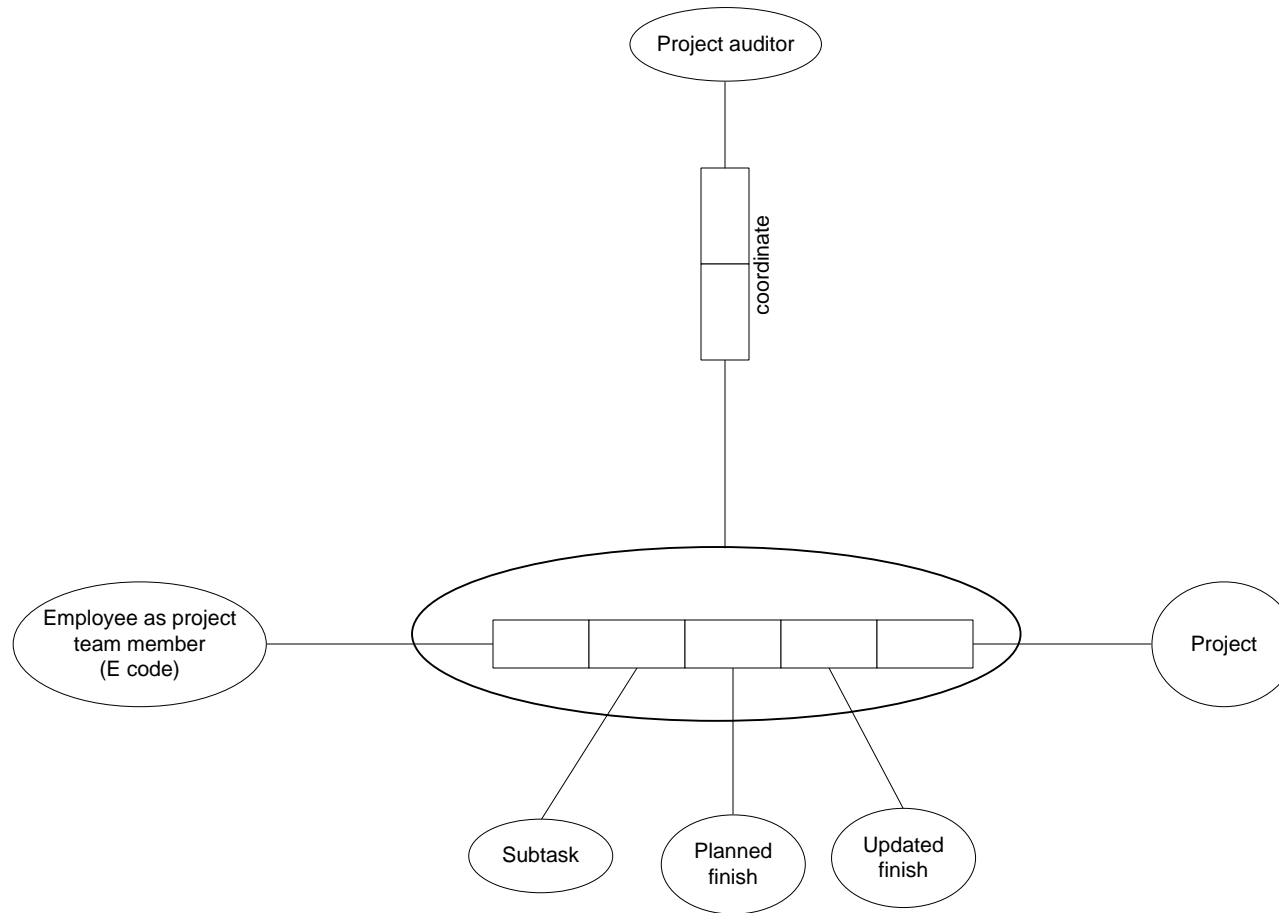 Project auditor
coordinate
Employee as project
team member
(E code)
Project
Subtask
Planned
finish
Updated
finish